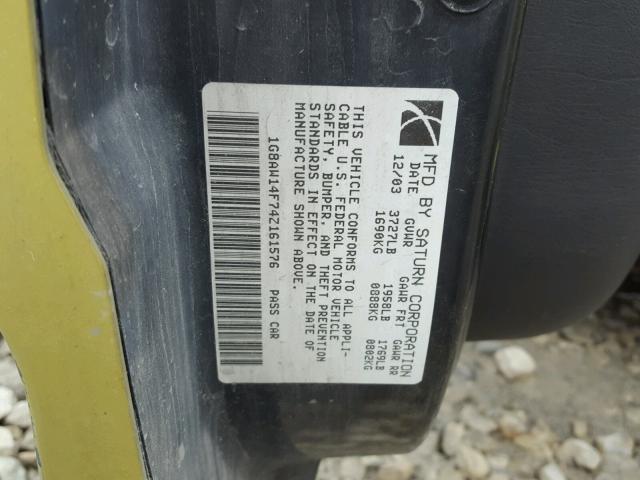 MFD BY SATURN CORPORATION
DATE GVWR GAWR FRT GAWR RR
12/03 3727LB 1958LB 1769LB
1690KG 0888KG 0802KG
THIS VEHICLE CONFORMS TO ALL APPLI-
CABLE U.S. FEDERAL MOTOR VEHICLE
SAFETY, BUMPER, AND THEFT PREVENTION
STANDARDS IN EFFECT ON THE DATE OF
MANUFACTURE SHOWN ABOVE.
1G8AW14F74Z161576 PASS CAR